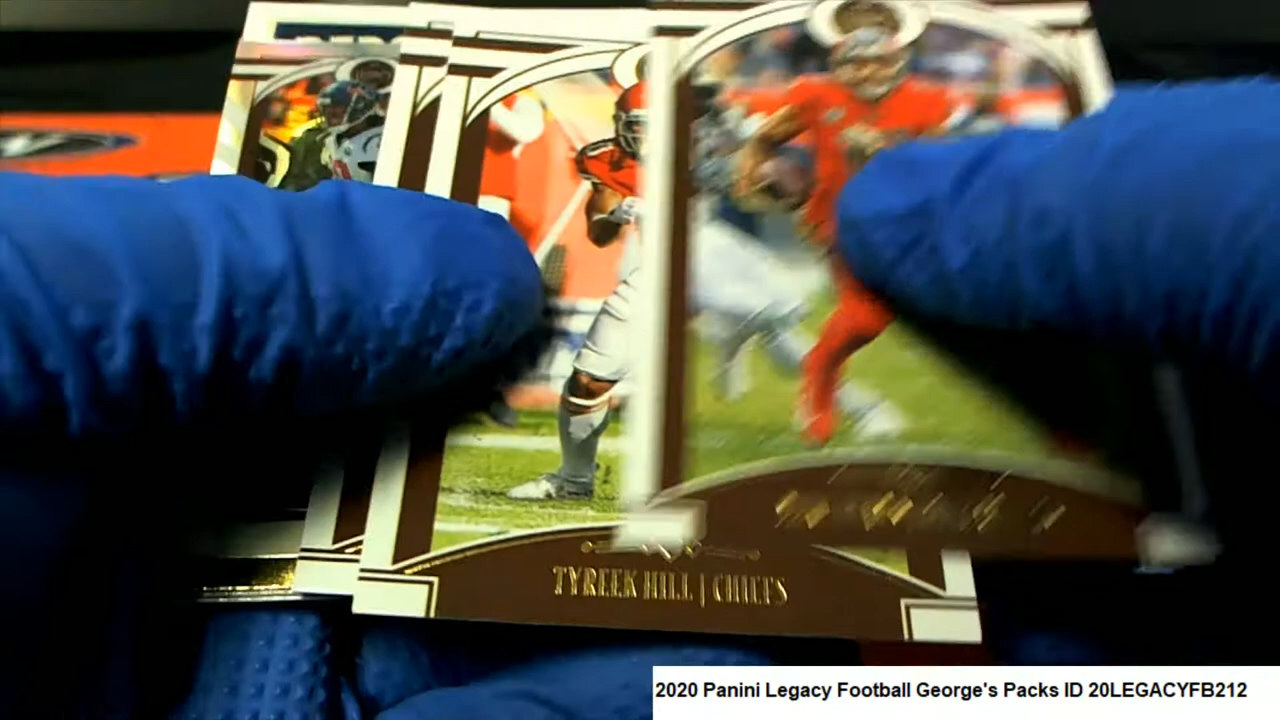 TYREEK HILL | CHIEFS
2020 Panini Legacy Football George's Packs ID 20LEGACYFB212